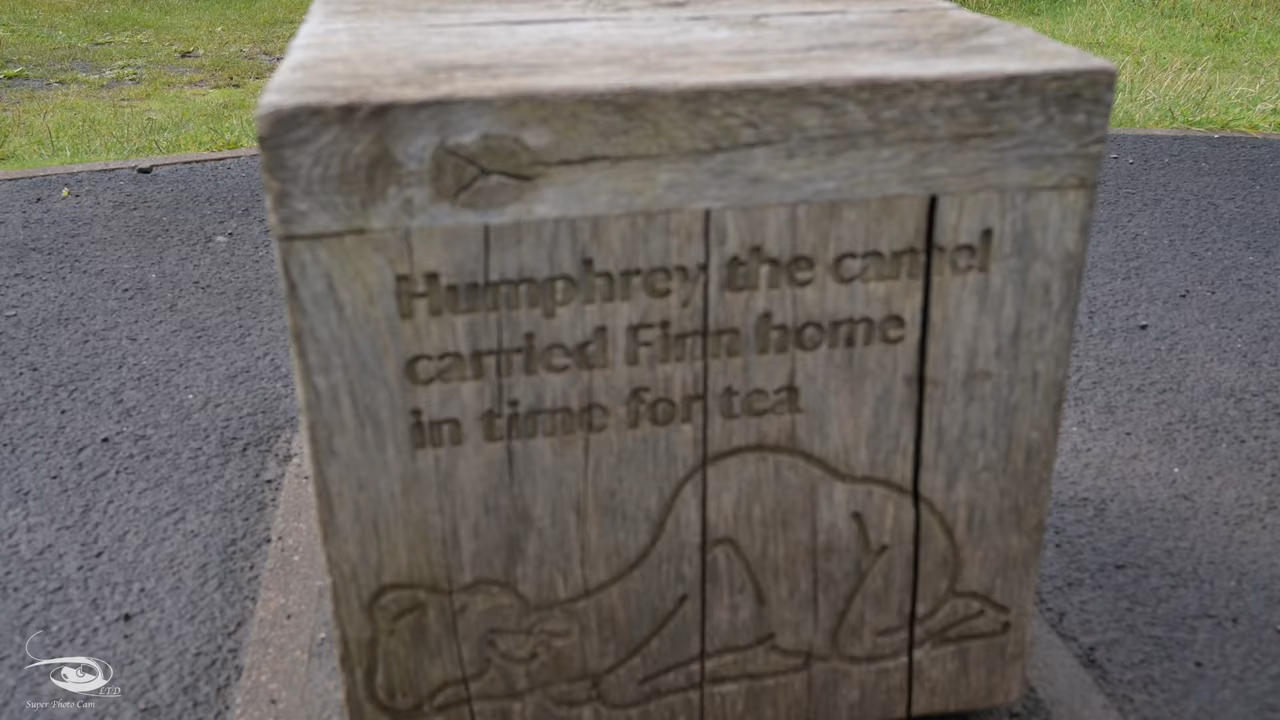 Humphrey the camel
carried Finn home
in time for tea
LTD
Super Photo Cam